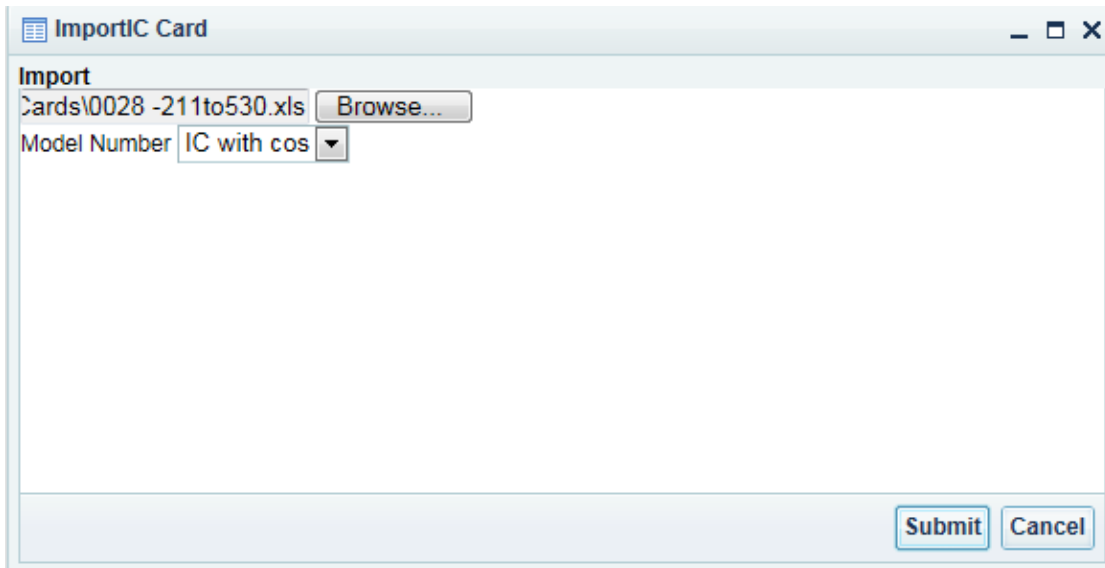 ImportIC Card
Import
Cards\0028 -211to530.xls Browse...
Model Number IC with cos
Submit Cancel